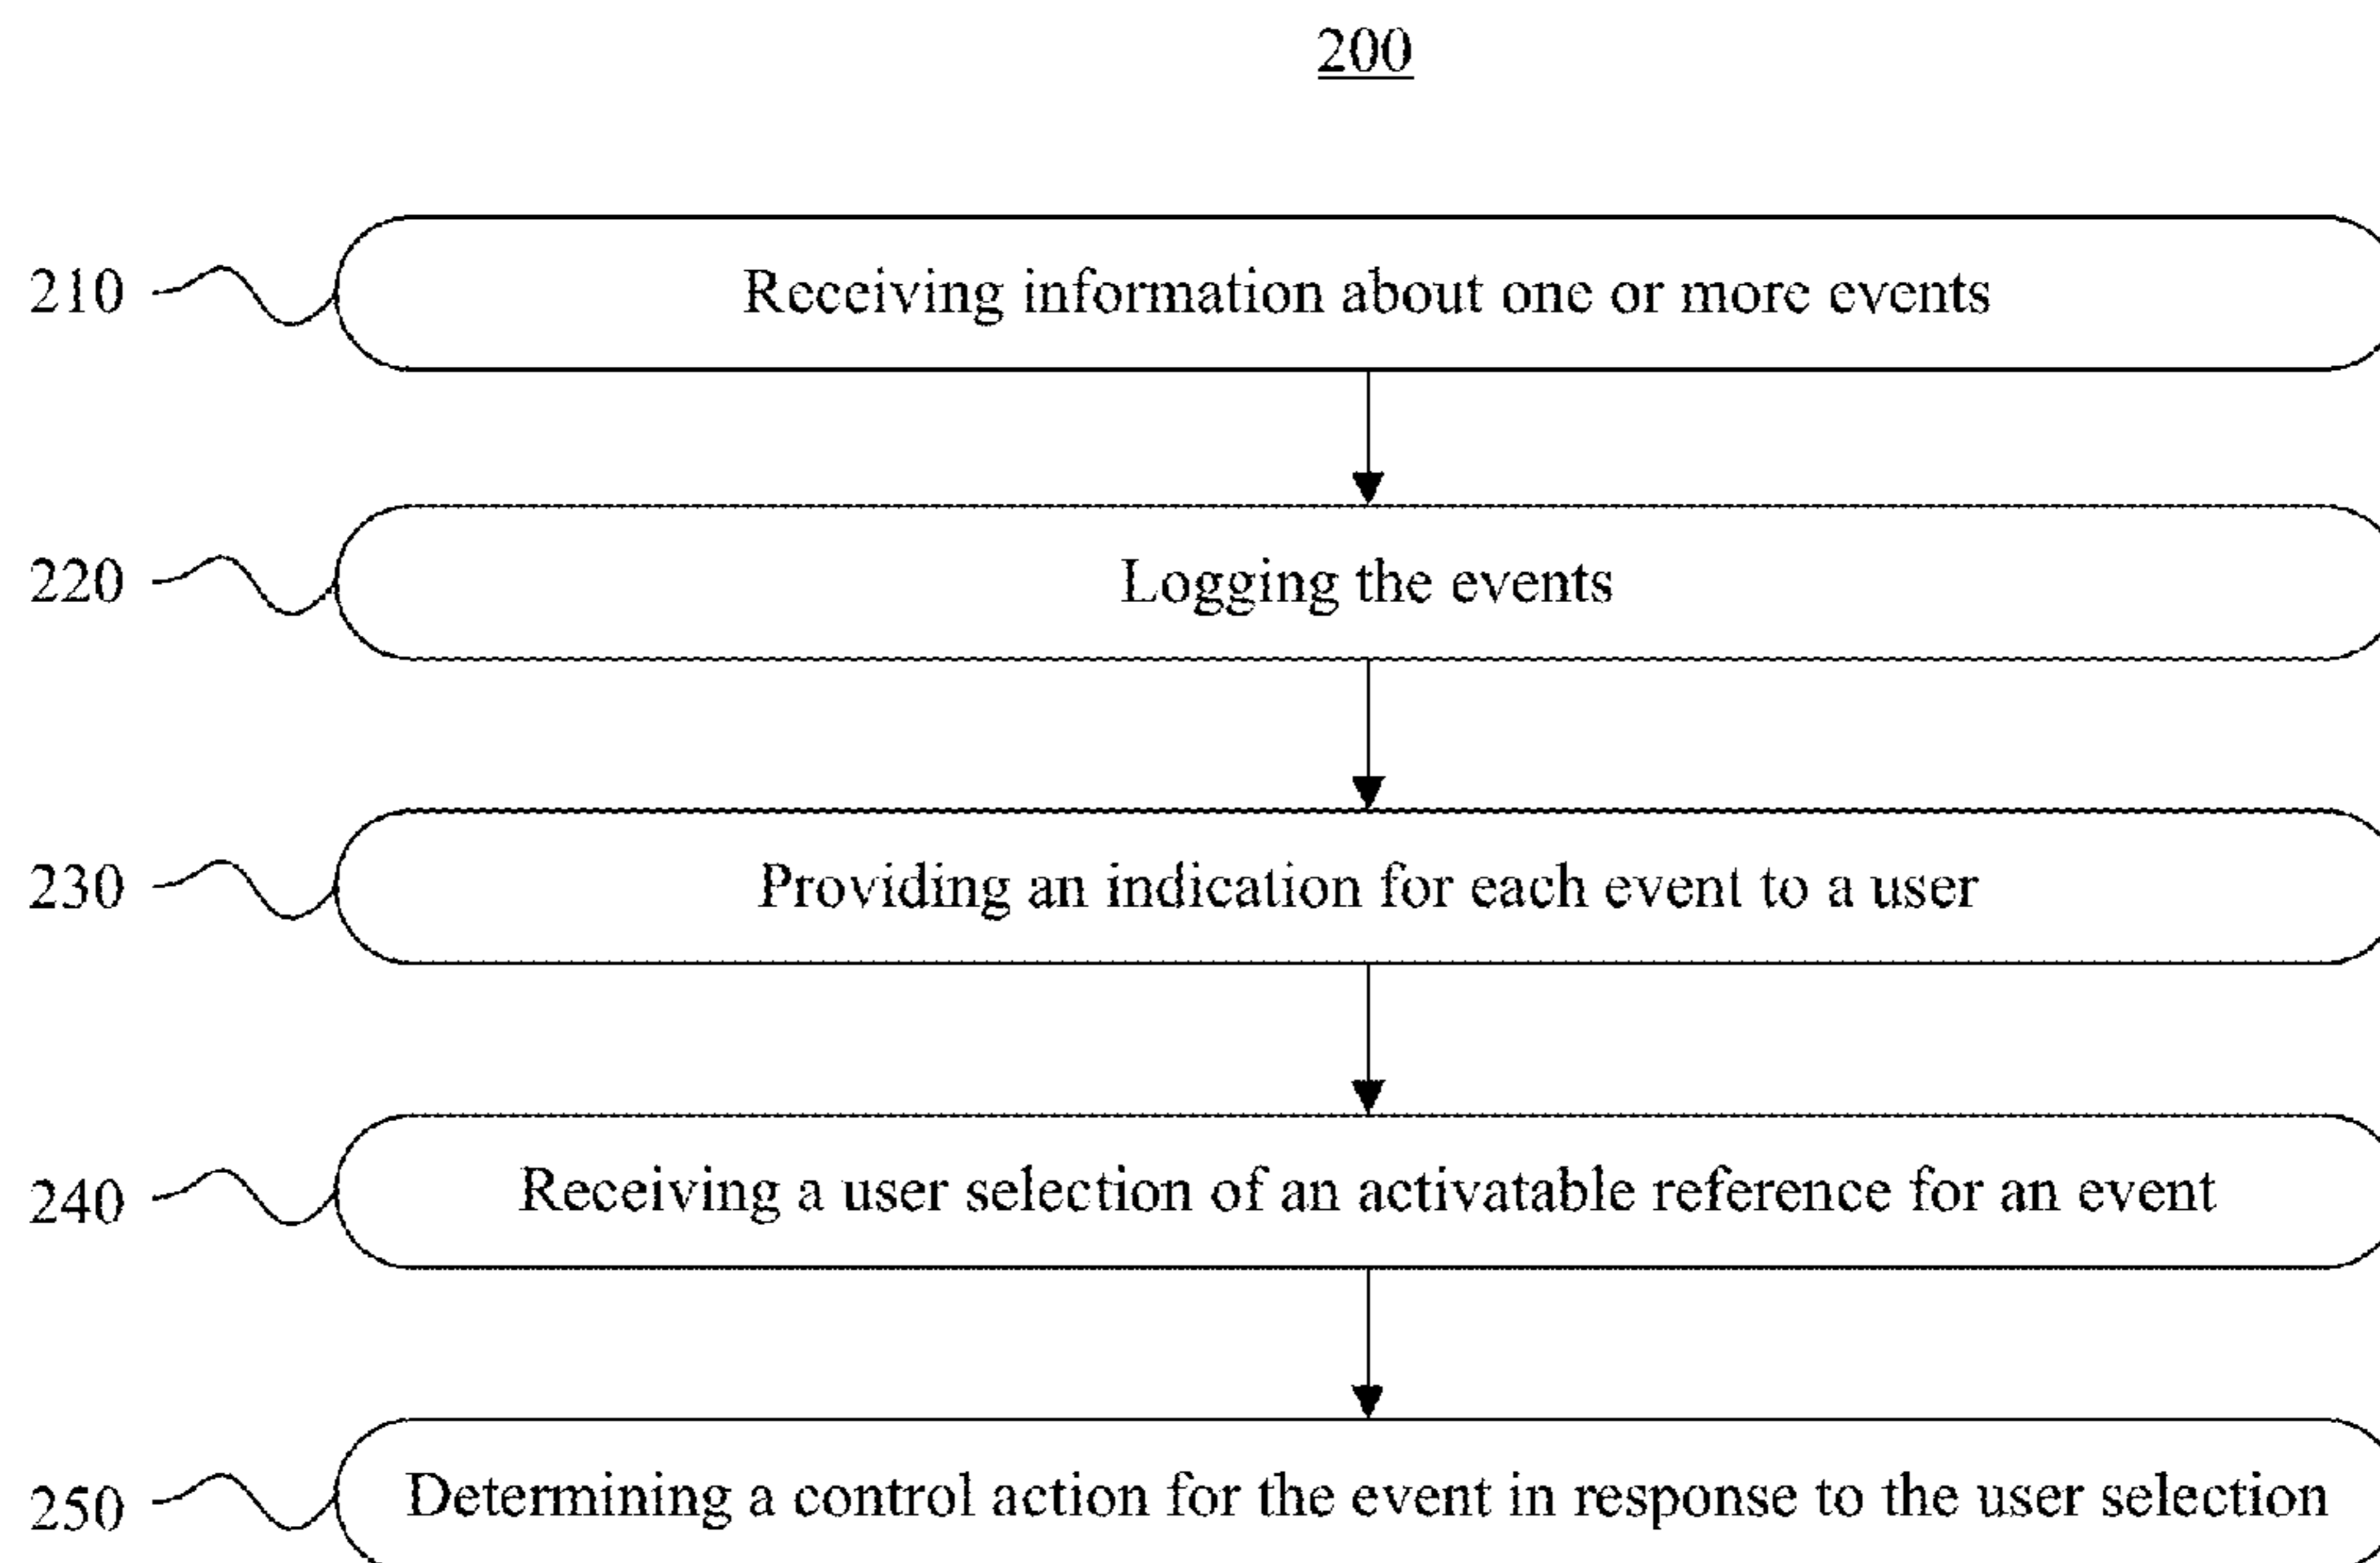 200
210 Receiving information about one or more events
220 Logging the events
230 Providing an indication for each event to a user
240 Receiving a user selection of an activatable reference for an event
250 Determining a control action for the event in response to the user selection